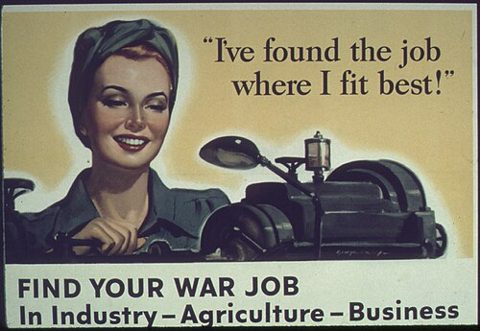 “I've found the job
where I fit best!”
FIND YOUR WAR JOB
In Industry – Agriculture – Business